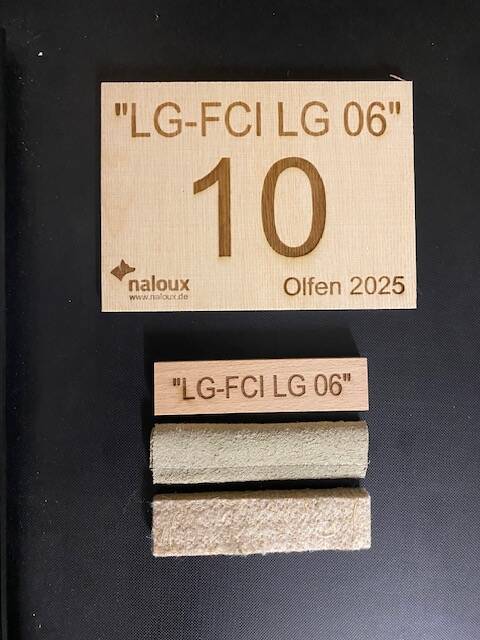 "LG-FCI LG 06"
10
naloux
www.naloux.de
Olfen 2025
"LG-FCI LG 06"